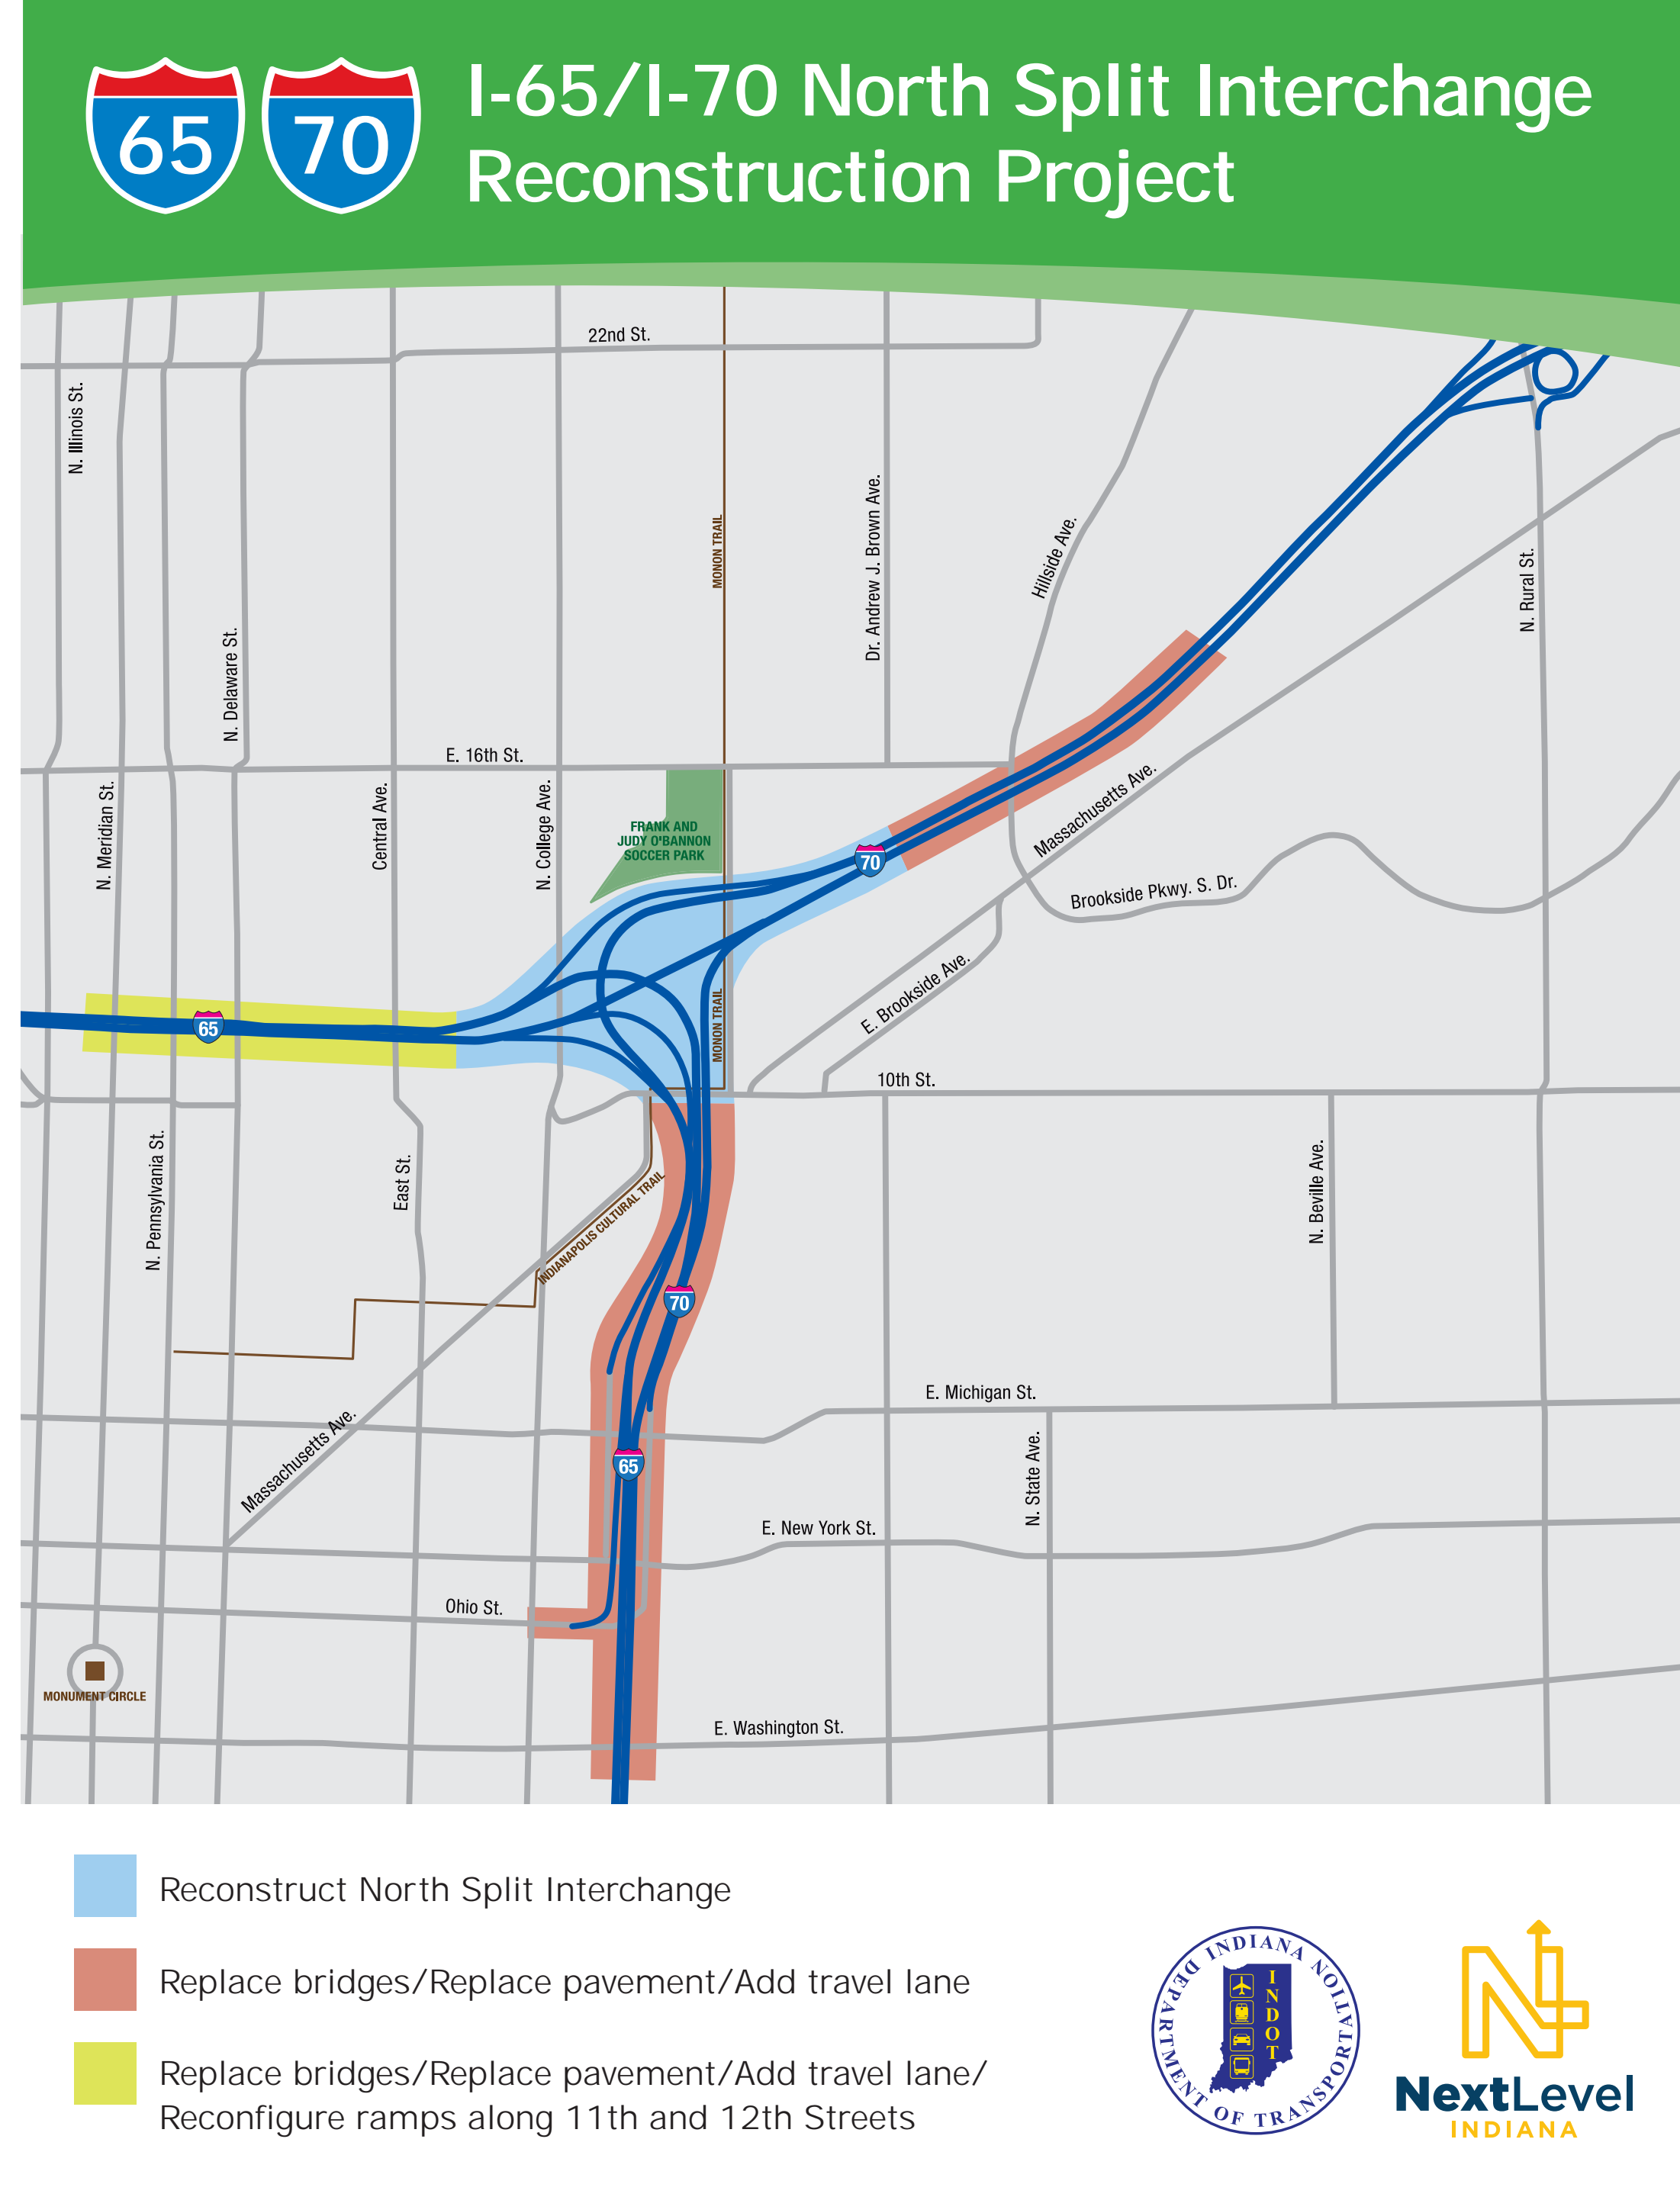 65
70
I-65/I-70 North Split Interchange
Reconstruction Project
22nd St.
N. Illinois St.
MONON TRAIL
Dr. Andrew J. Brown Ave.
Hillside Ave.
N. Rural St.
N. Delaware St.
E. 16th St.
N. Meridian St.
Central Ave.
N. College Ave.
FRANK AND
JUDY O'BANNON
SOCCER PARK
70
Massachusetts Ave.
Brookside Pkwy. S. Dr.
E. Brookside Ave.
65
MONON TRAIL
10th St.
N. Pennsylvania St.
East St.
INDIANAPOLIS CULTURAL TRAIL
N. Beville Ave.
70
E. Michigan St.
Massachusetts Ave.
65
N. State Ave.
E. New York St.
Ohio St.
MONUMENT CIRCLE
E. Washington St.
Reconstruct North Split Interchange
Replace bridges/Replace pavement/Add travel lane
Replace bridges/Replace pavement/Add travel lane/
Reconfigure ramps along 11th and 12th Streets
INDIANA DEPARTMENT OF TRANSPORTATION
INDOT
N
NextLevel
INDIANA